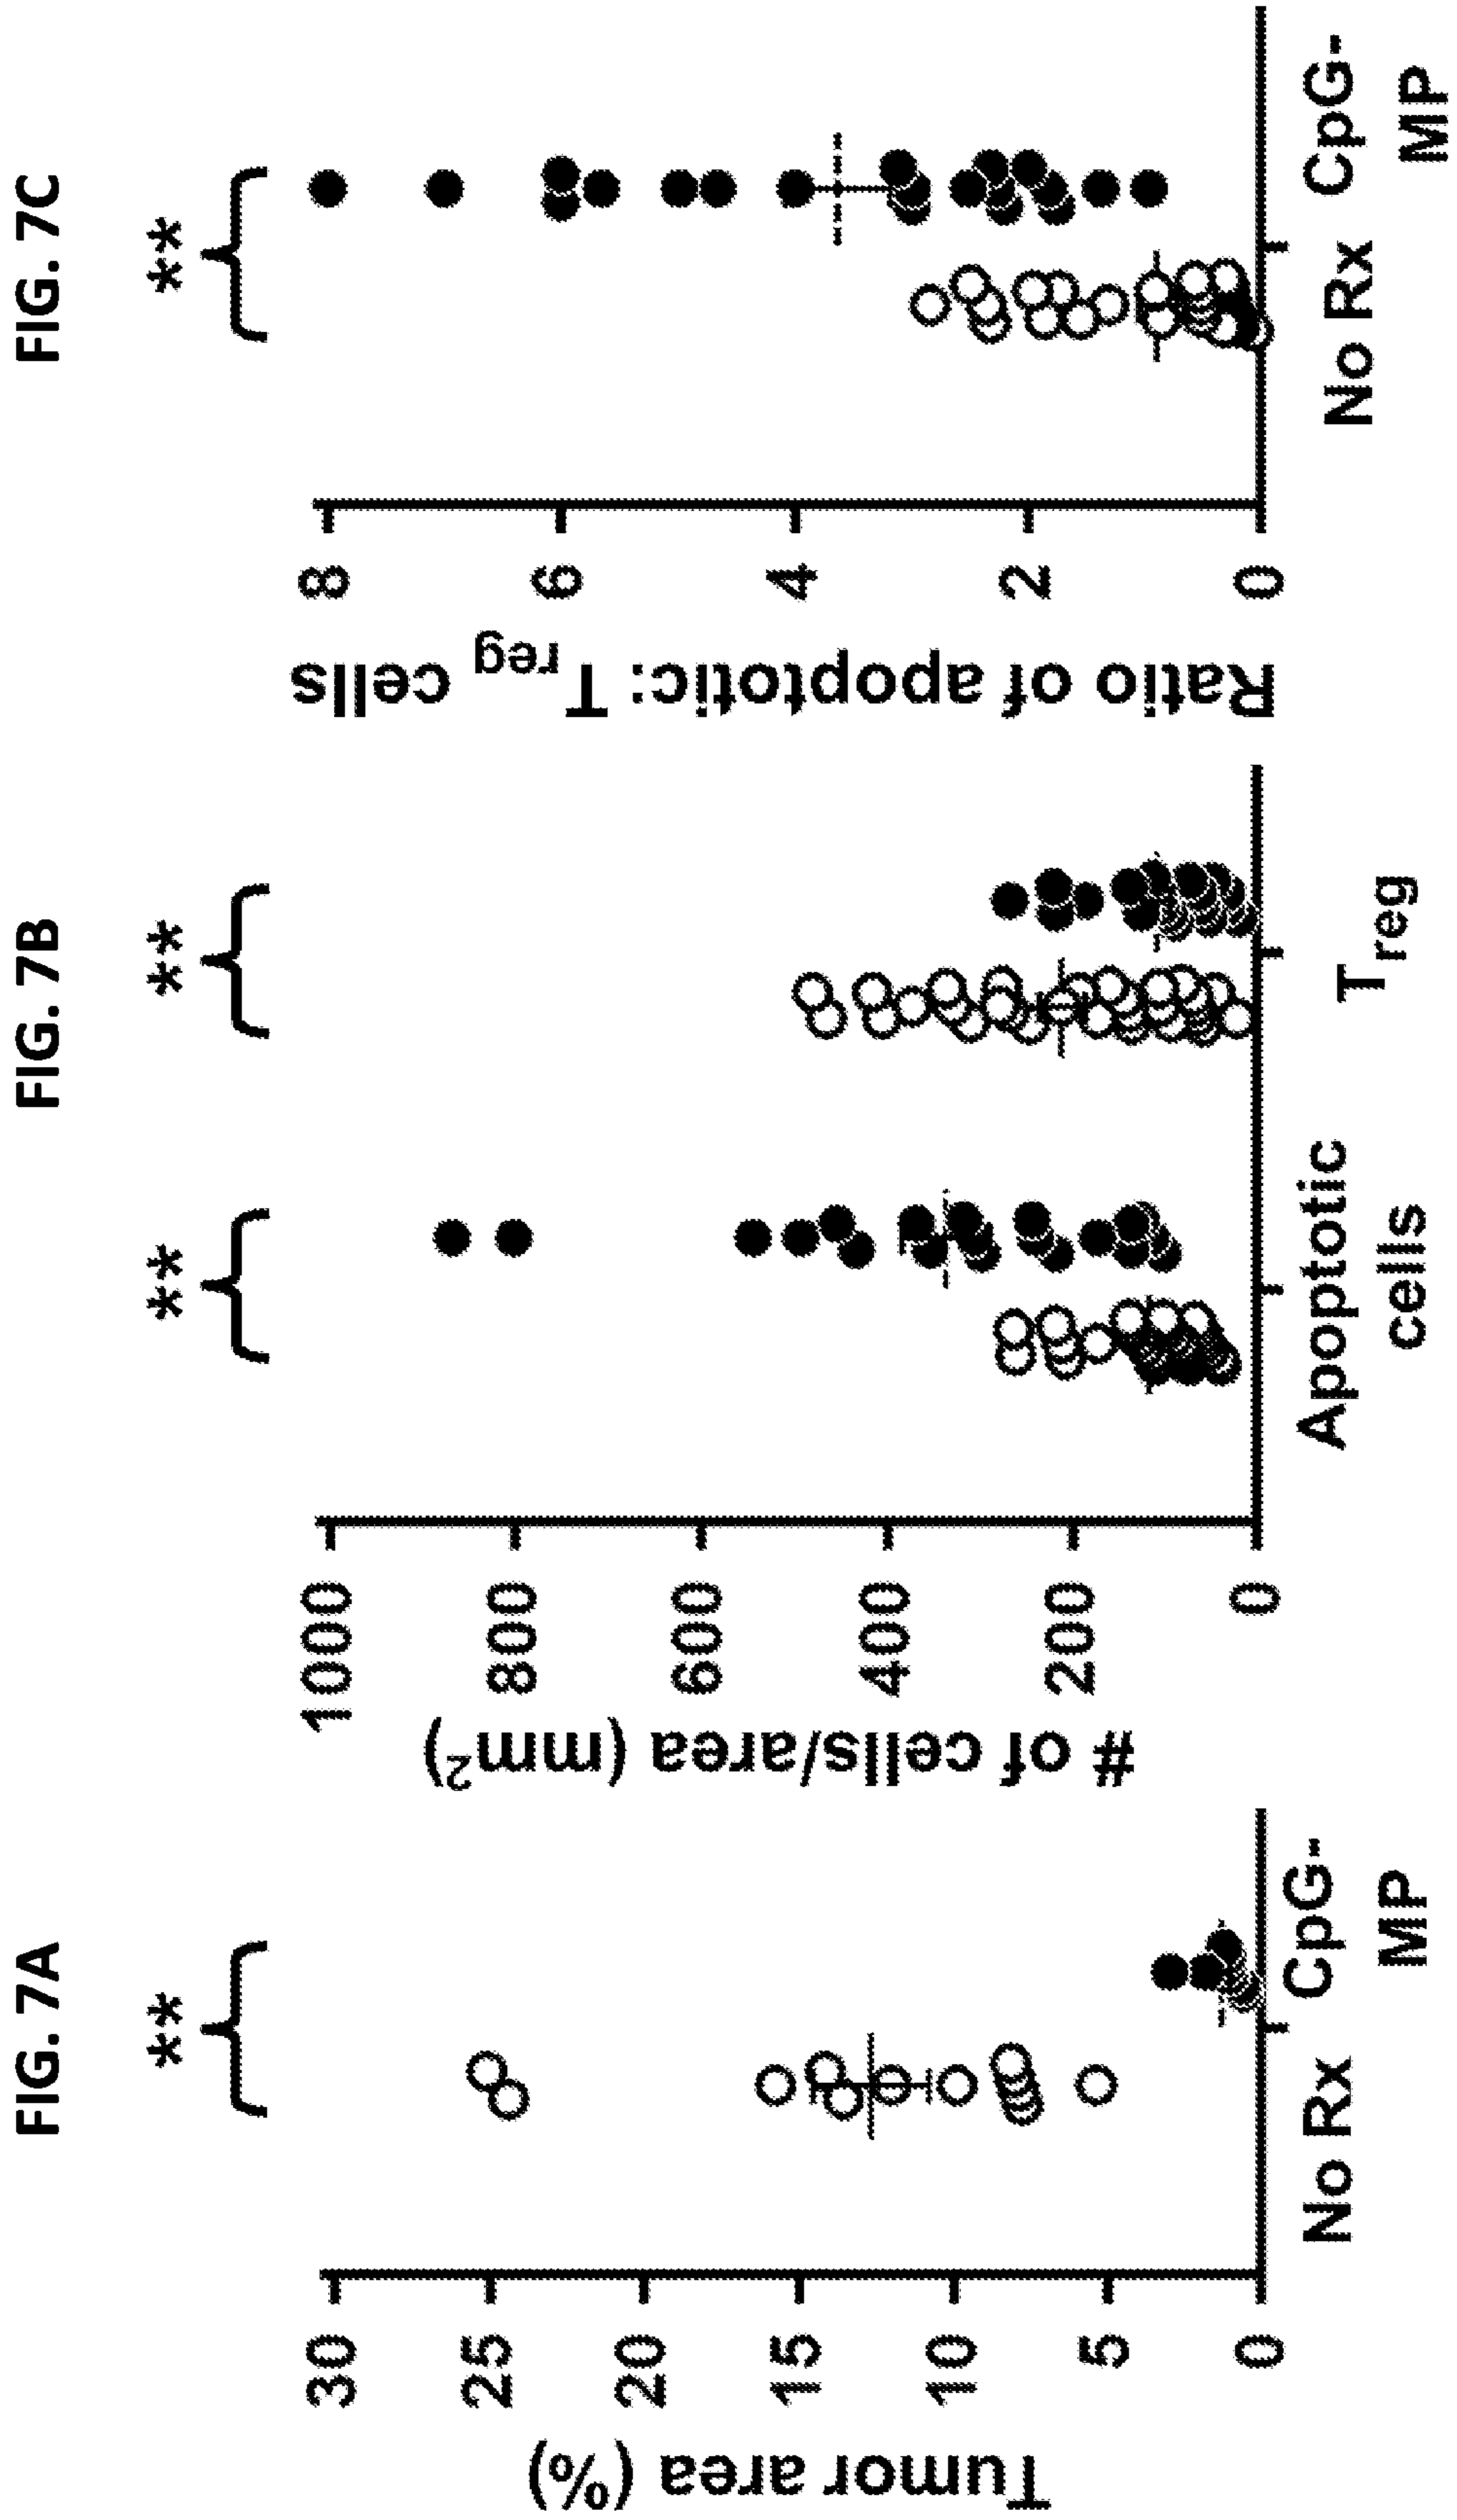 FIG. 7A
**
Tumor area (%)
30
25
20
15
10
5
0
No Rx
CpG-
MP
FIG. 7B
**
**
# of cells/area (mm²)
1000
800
600
400
200
0
Apoptotic
cells
Treg
FIG. 7C
**
Ratio of apoptotic: Treg cells
8
6
4
2
0
No Rx
CpG-
MP